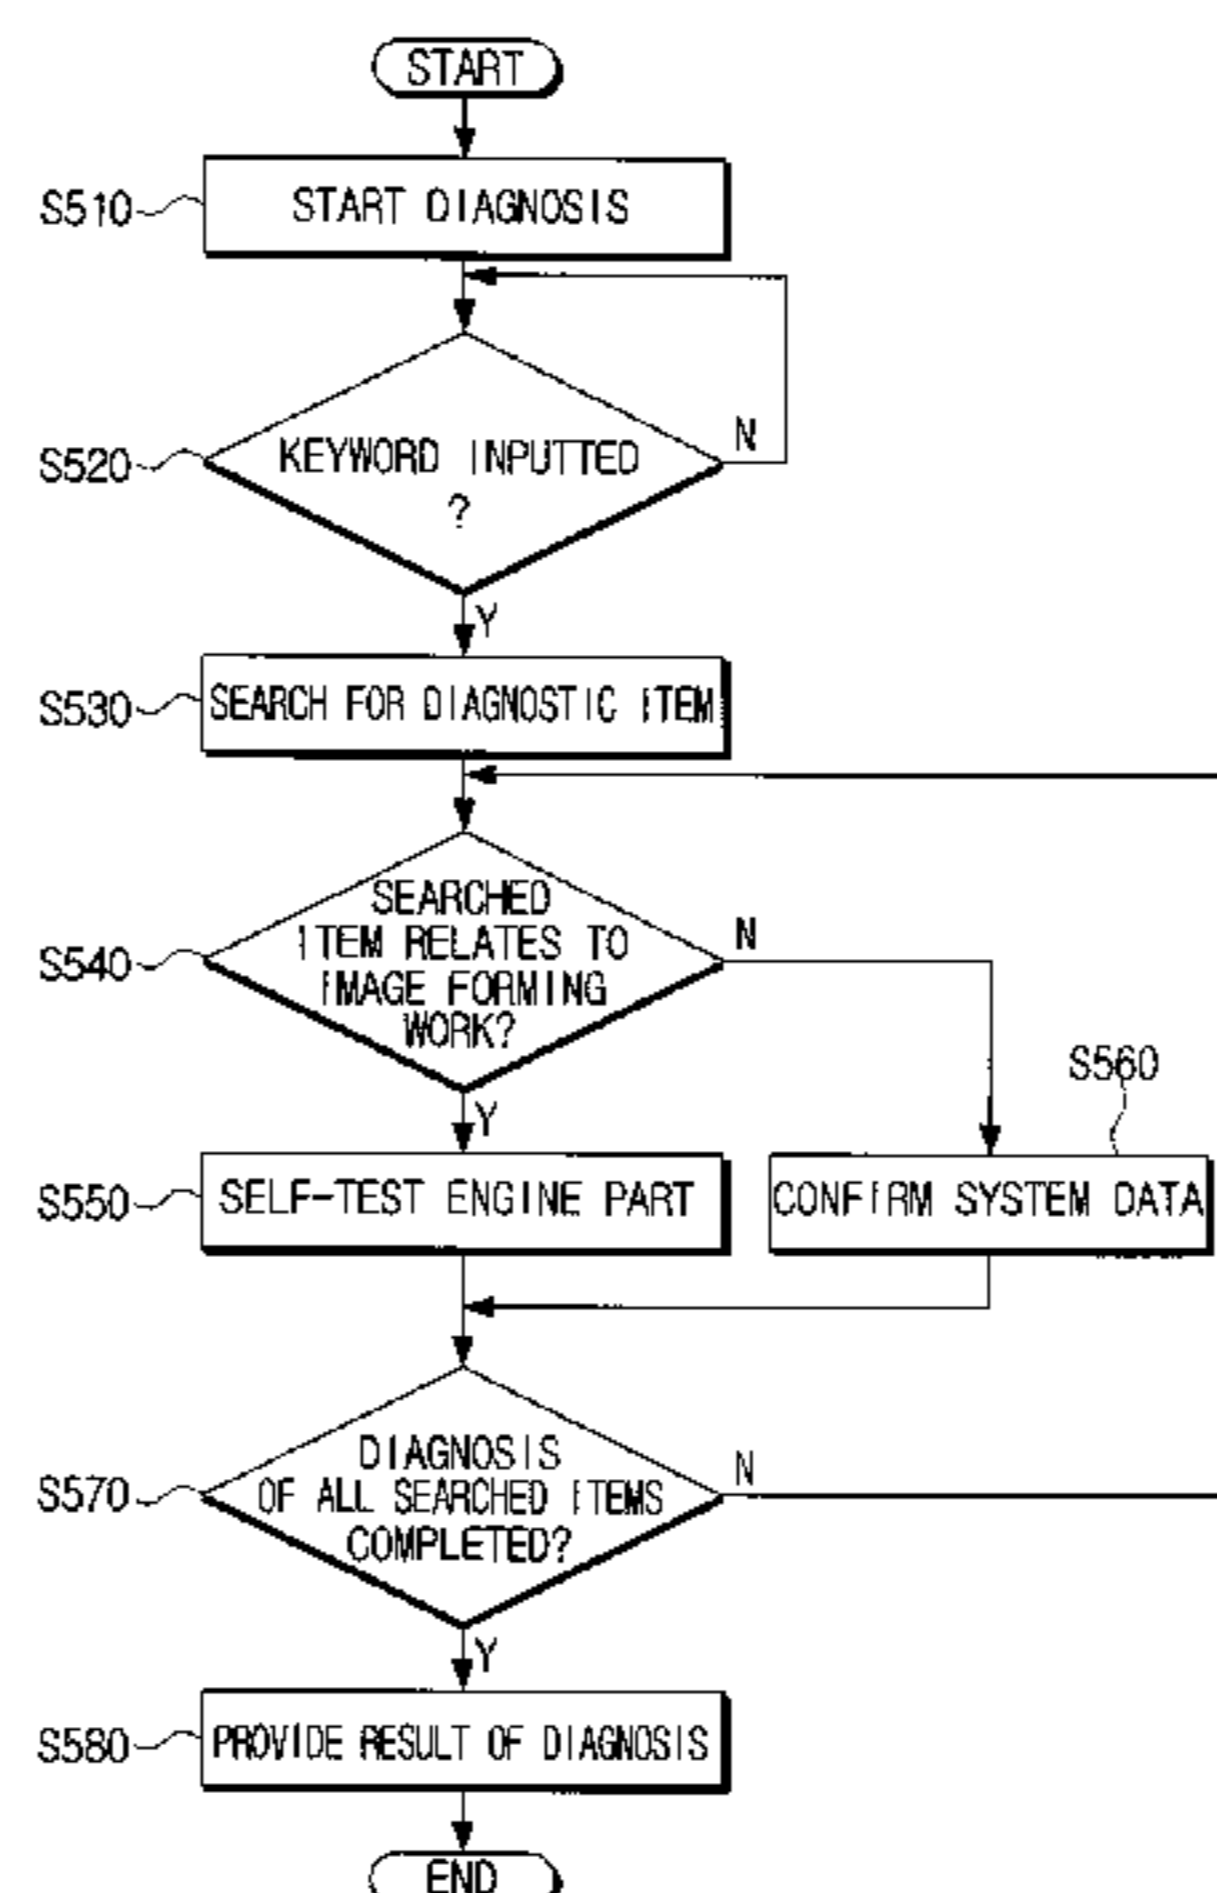 START
S510
START DIAGNOSIS
S520
KEYWORD INPUTTED
?
N
Y
S530
SEARCH FOR DIAGNOSTIC ITEM
S540
SEARCHED
ITEM RELATES TO
IMAGE FORMING
WORK?
N
Y
S560
S550
SELF-TEST ENGINE PART
CONFIRM SYSTEM DATA
S570
DIAGNOSIS
OF ALL SEARCHED ITEMS
COMPLETED?
N
Y
S580
PROVIDE RESULT OF DIAGNOSIS
END